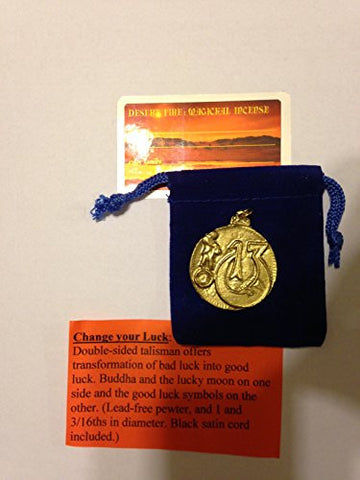 DESERT FIRE: MAGICKAL INCENSE
13
Change your Luck:
Double-sided talisman offers
transformation of bad luck into good
luck. Buddha and the lucky moon on one
side and the good luck symbols on the
other. (Lead-free pewter, and 1 and
3/16ths in diameter. Black satin cord
included.)